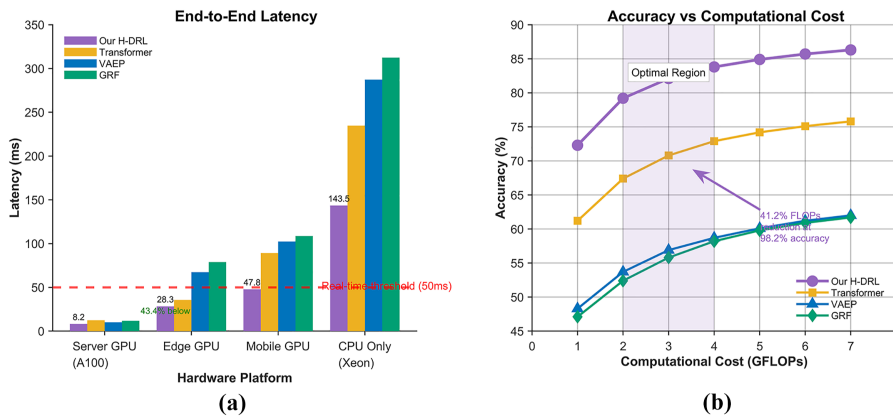 End-to-End Latency
Our H-DRL
Transformer
VAEP
GRF
350
300
250
200
150
100
50
0
Latency (ms)
8.2
28.3
43.4% below
47.8
143.5
Real-time threshold (50ms)
Server GPU
(A100)
Edge GPU
Mobile GPU
CPU Only
(Xeon)
Hardware Platform
(a)
Accuracy vs Computational Cost
90
85
80
75
70
65
60
55
50
45
Accuracy (%)
Optimal Region
41.2% FLOPs
at
98.2% accuracy
Our H-DRL
Transformer
VAEP
GRF
0
1
2
3
4
5
6
7
Computational Cost (GFLOPs)
(b)